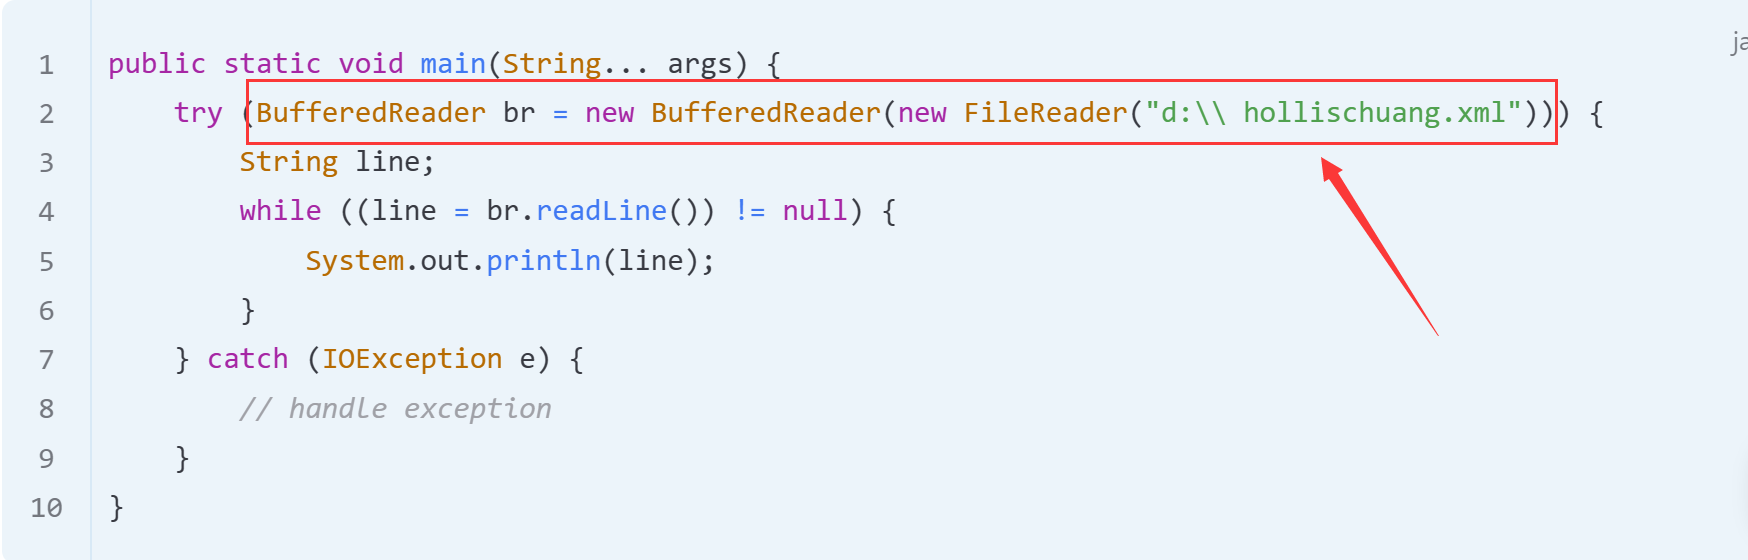 ja
1 public static void main(String... args) {
2     try (BufferedReader br = new BufferedReader(new FileReader("d:\\ hollischuang.xml"))) {
3         String line;
4         while ((line = br.readLine()) != null) {
5             System.out.println(line);
6         }
7     } catch (IOException e) {
8         // handle exception
9     }
10 }